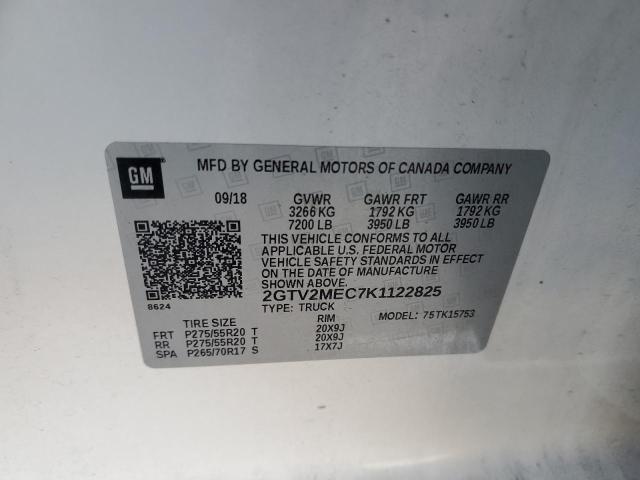 GM
MFD BY GENERAL MOTORS OF CANADA COMPANY
09/18 GVWR GAWR FRT GAWR RR
3266 KG 1792 KG 1792 KG
7200 LB 3950 LB 3950 LB
THIS VEHICLE CONFORMS TO ALL
APPLICABLE U.S. FEDERAL MOTOR
VEHICLE SAFETY STANDARDS IN EFFECT
ON THE DATE OF MANUFACTURE
SHOWN ABOVE.
8624
2GTV2MEC7K1122825
TYPE: TRUCK
MODEL: 75TK15753
TIRE SIZE RIM
FRT P275/55R20 T 20X9J
RR P275/55R20 T 20X9J
SPA P265/70R17 S 17X7J